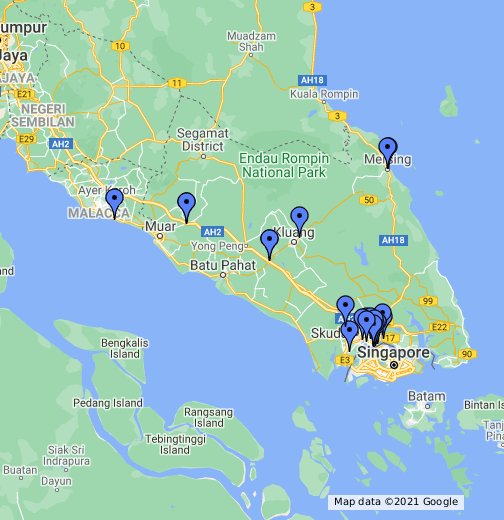 3
umpur
Jaya
10
Muadzam
Shah
AJAYA
E21
11
AH18
Kuala Rompin
NEGERI
SEMBILAN
3
E29
AH2
Segamat
District
Endau Rompin
National Park
Mersing
Ayer Keroh
MALACCA
50
Muar
AH2
Kluang
Yong Peng
AH18
Batu Pahat
99
Skud
17
E22
Bengkalis
Island
E3
Singapore
90
Padang Island
Batam
Rangsang
Island
Bintan I
Tebingtinggi
Island
Tanj
Pin
Siak Sri
Indrapura
Buatan
Dayun
Map data ©2021 Google